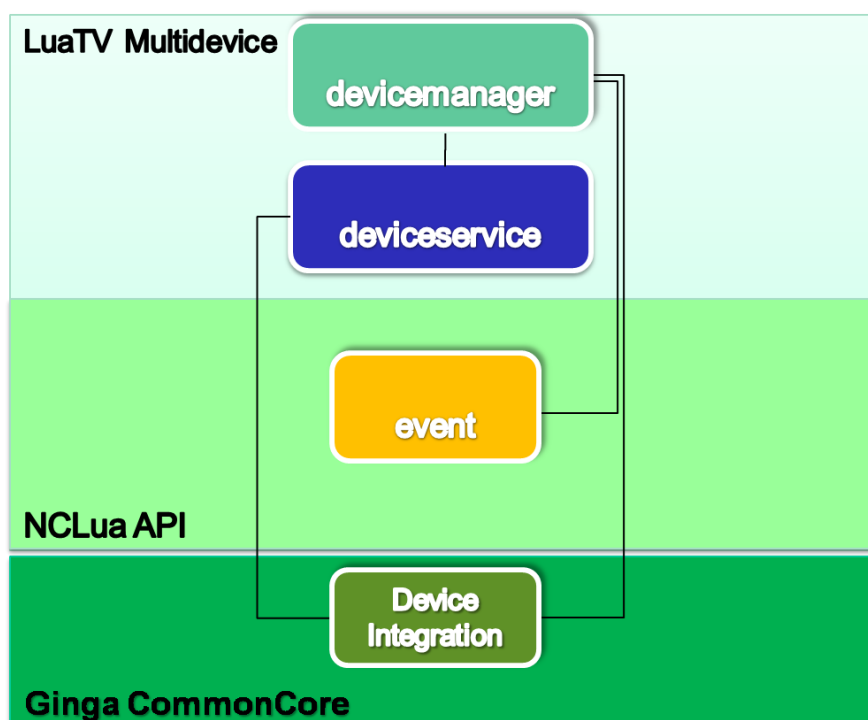 LuaTV Multidevice
devicemanager
deviceservice
event
NCLua API
Device
Integration
Ginga CommonCore